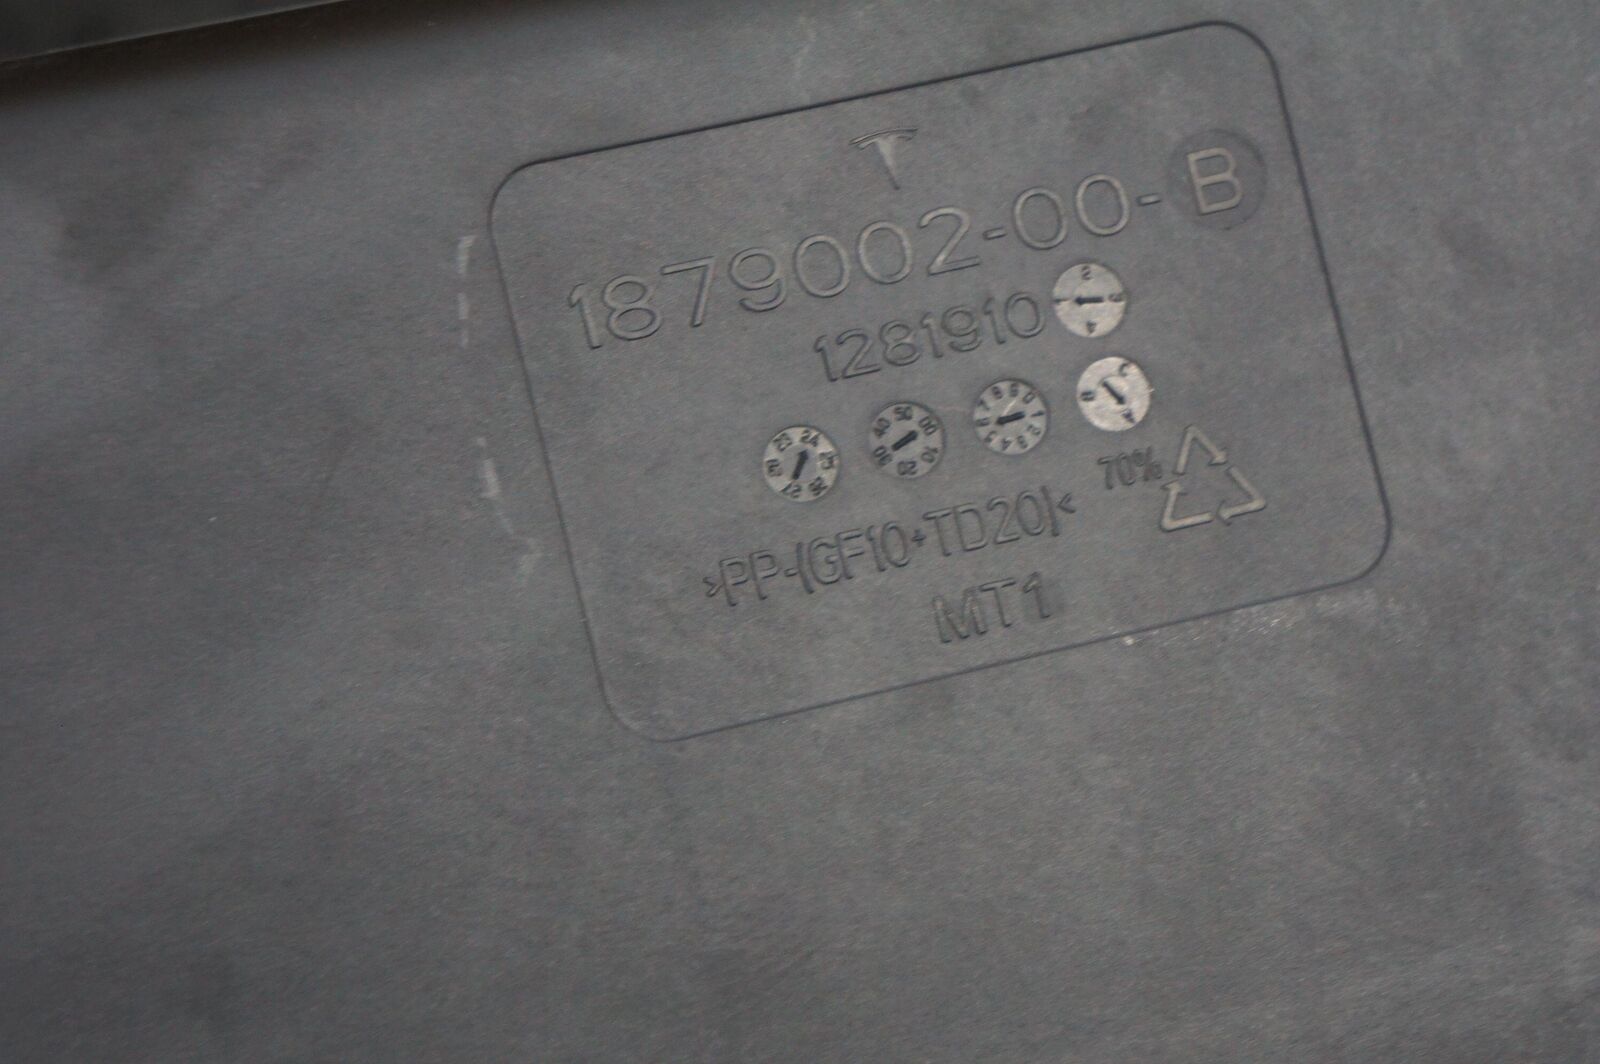 1879002-00-B
1281910
70%
>PP-(GF10+TD20)<
MT1